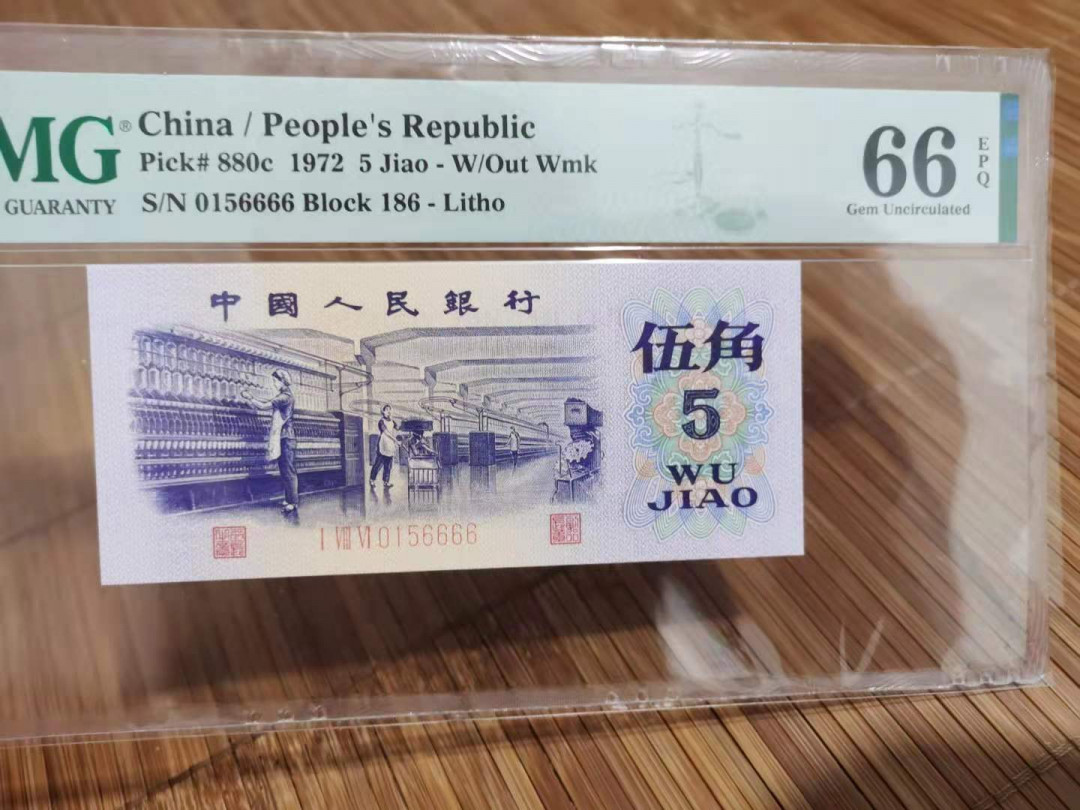 MG® China / People's Republic
Pick# 880c 1972 5 Jiao - W/Out Wmk
GUARANTY S/N 0156666 Block 186 - Litho
66 EPQ
Gem Uncirculated
中國人民銀行
伍角
5
WU
JIAO
I VIII VI 0156666